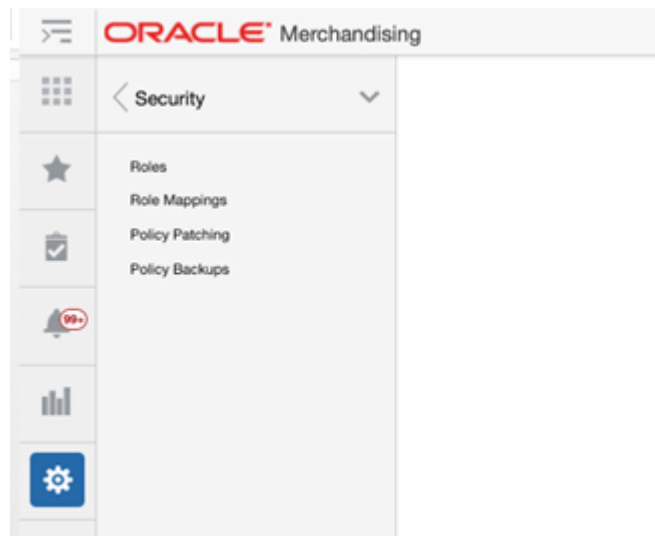 ORACLE® Merchandising
Security
Roles
Role Mappings
Policy Patching
Policy Backups
99+